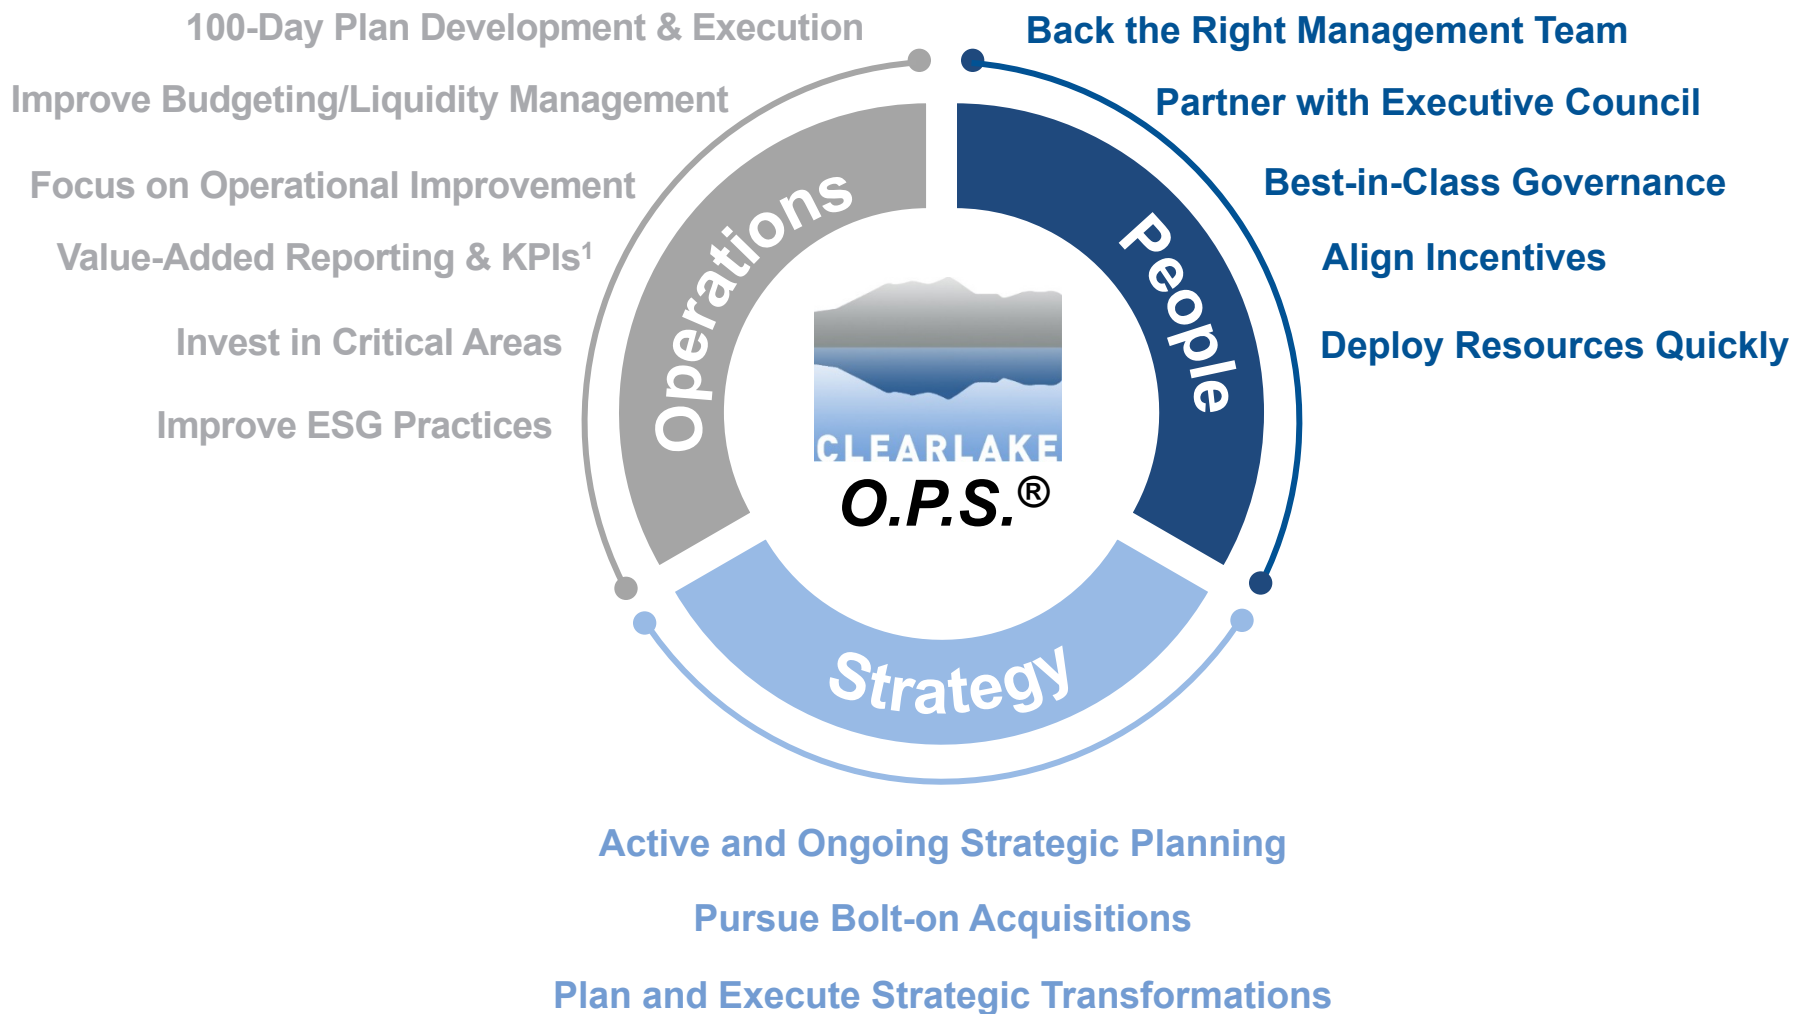 100-Day Plan Development & Execution
Improve Budgeting/Liquidity Management
Focus on Operational Improvement
Value-Added Reporting & KPIs¹
Invest in Critical Areas
Improve ESG Practices
Operations
Back the Right Management Team
Partner with Executive Council
Best-in-Class Governance
Align Incentives
Deploy Resources Quickly
People
CLEARLAKE
O.P.S.®
Strategy
Active and Ongoing Strategic Planning
Pursue Bolt-on Acquisitions
Plan and Execute Strategic Transformations